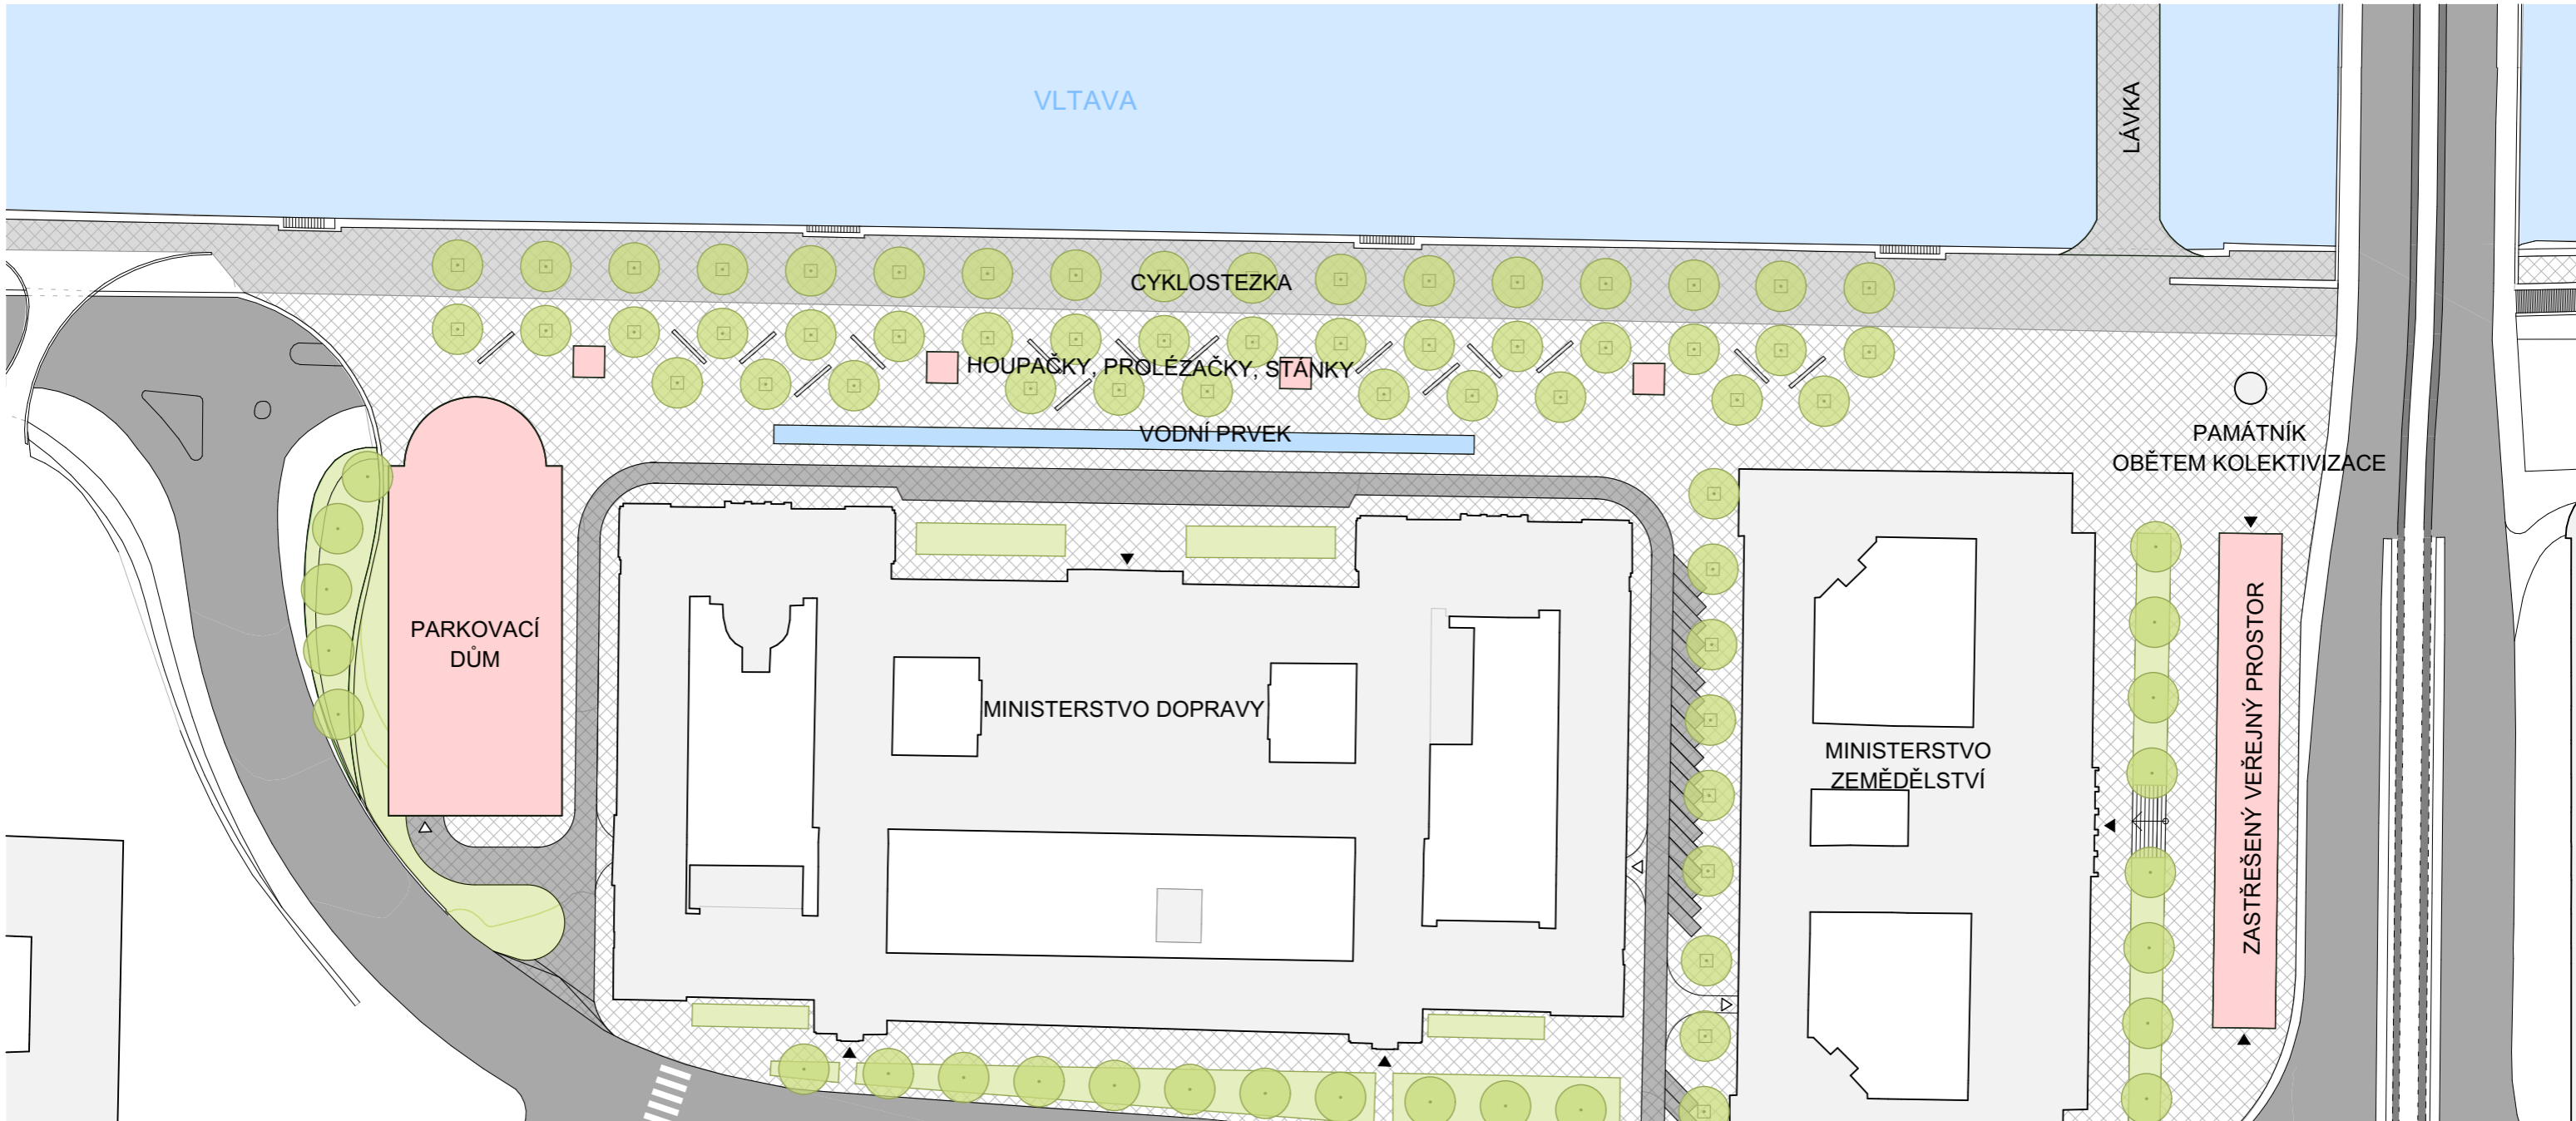 VLTAVA
LÁVKA
CYKLOSTEZKA
HOUPAČKY, PROLÉZAČKY, STÁNKY
VODNÍ PRVEK
PAMÁTNÍK
OBĚTEM KOLEKTIVIZACE
PARKOVACÍ
DŮM
MINISTERSTVO DOPRAVY
MINISTERSTVO
ZEMĚDĚLSTVÍ
ZASTŘEŠENÝ VEŘEJNÝ PROSTOR